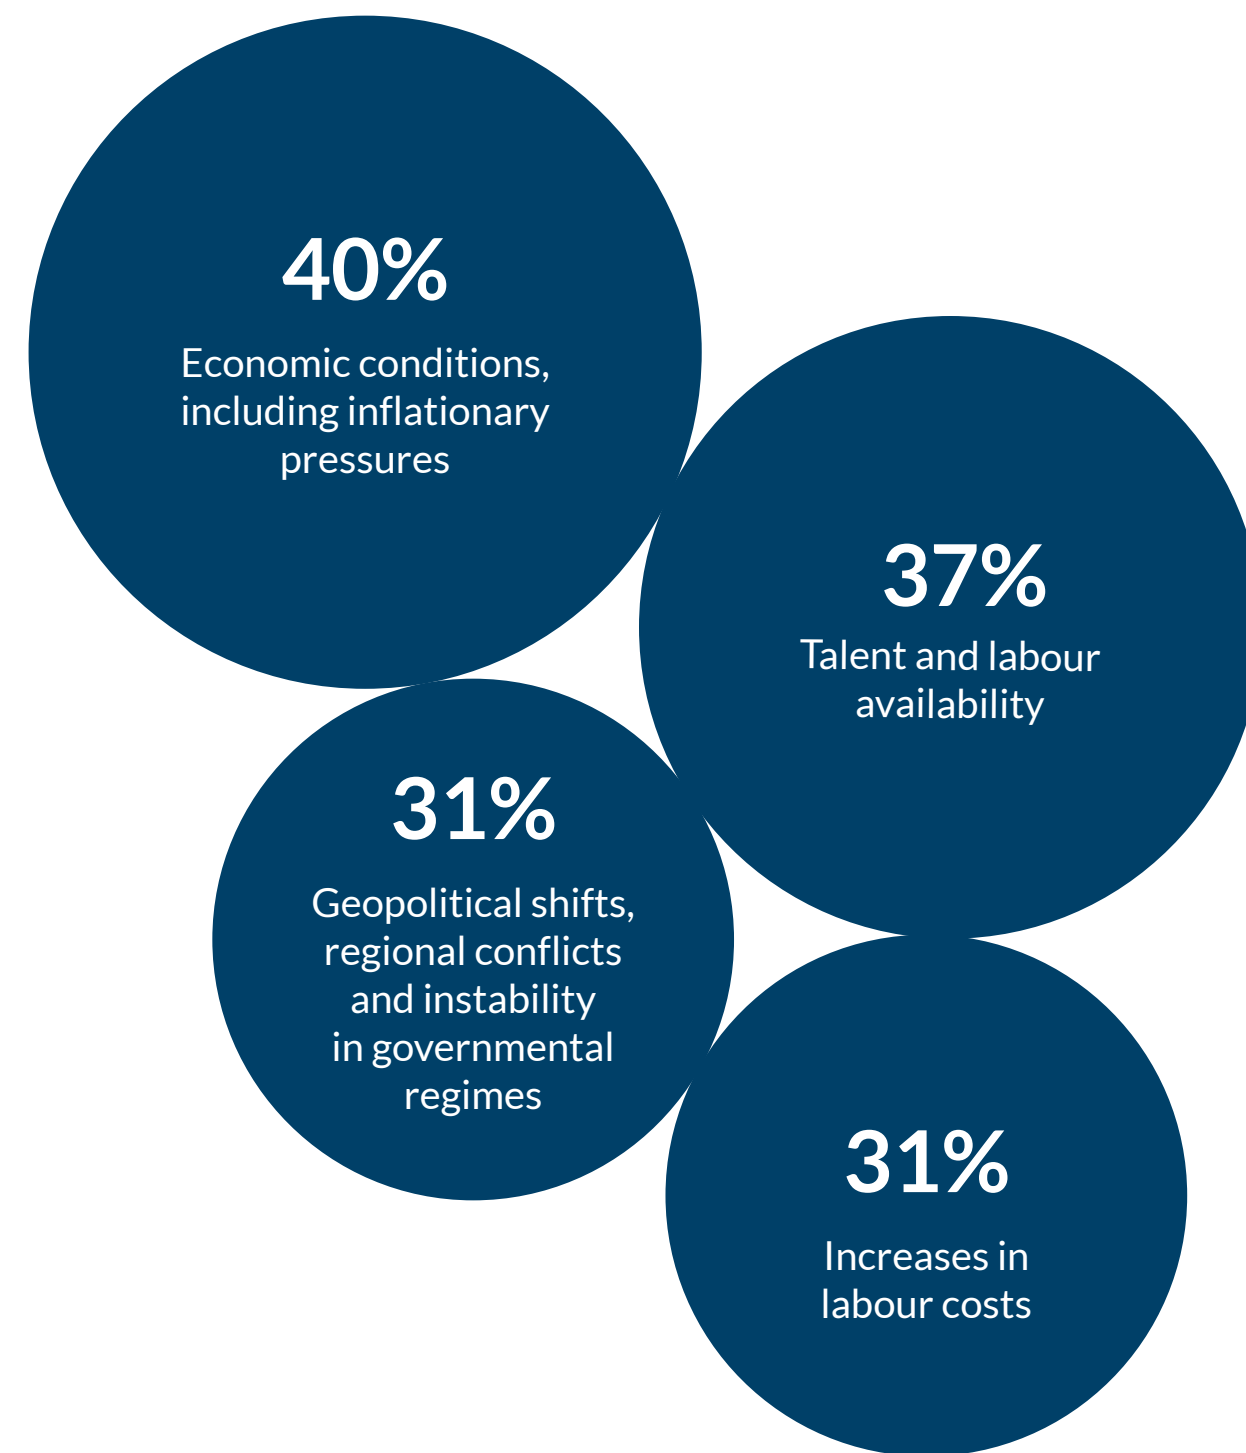 40%
Economic conditions,
including inflationary
pressures
37%
Talent and labour
availability
31%
Geopolitical shifts,
regional conflicts
and instability
in governmental
regimes
31%
Increases in
labour costs